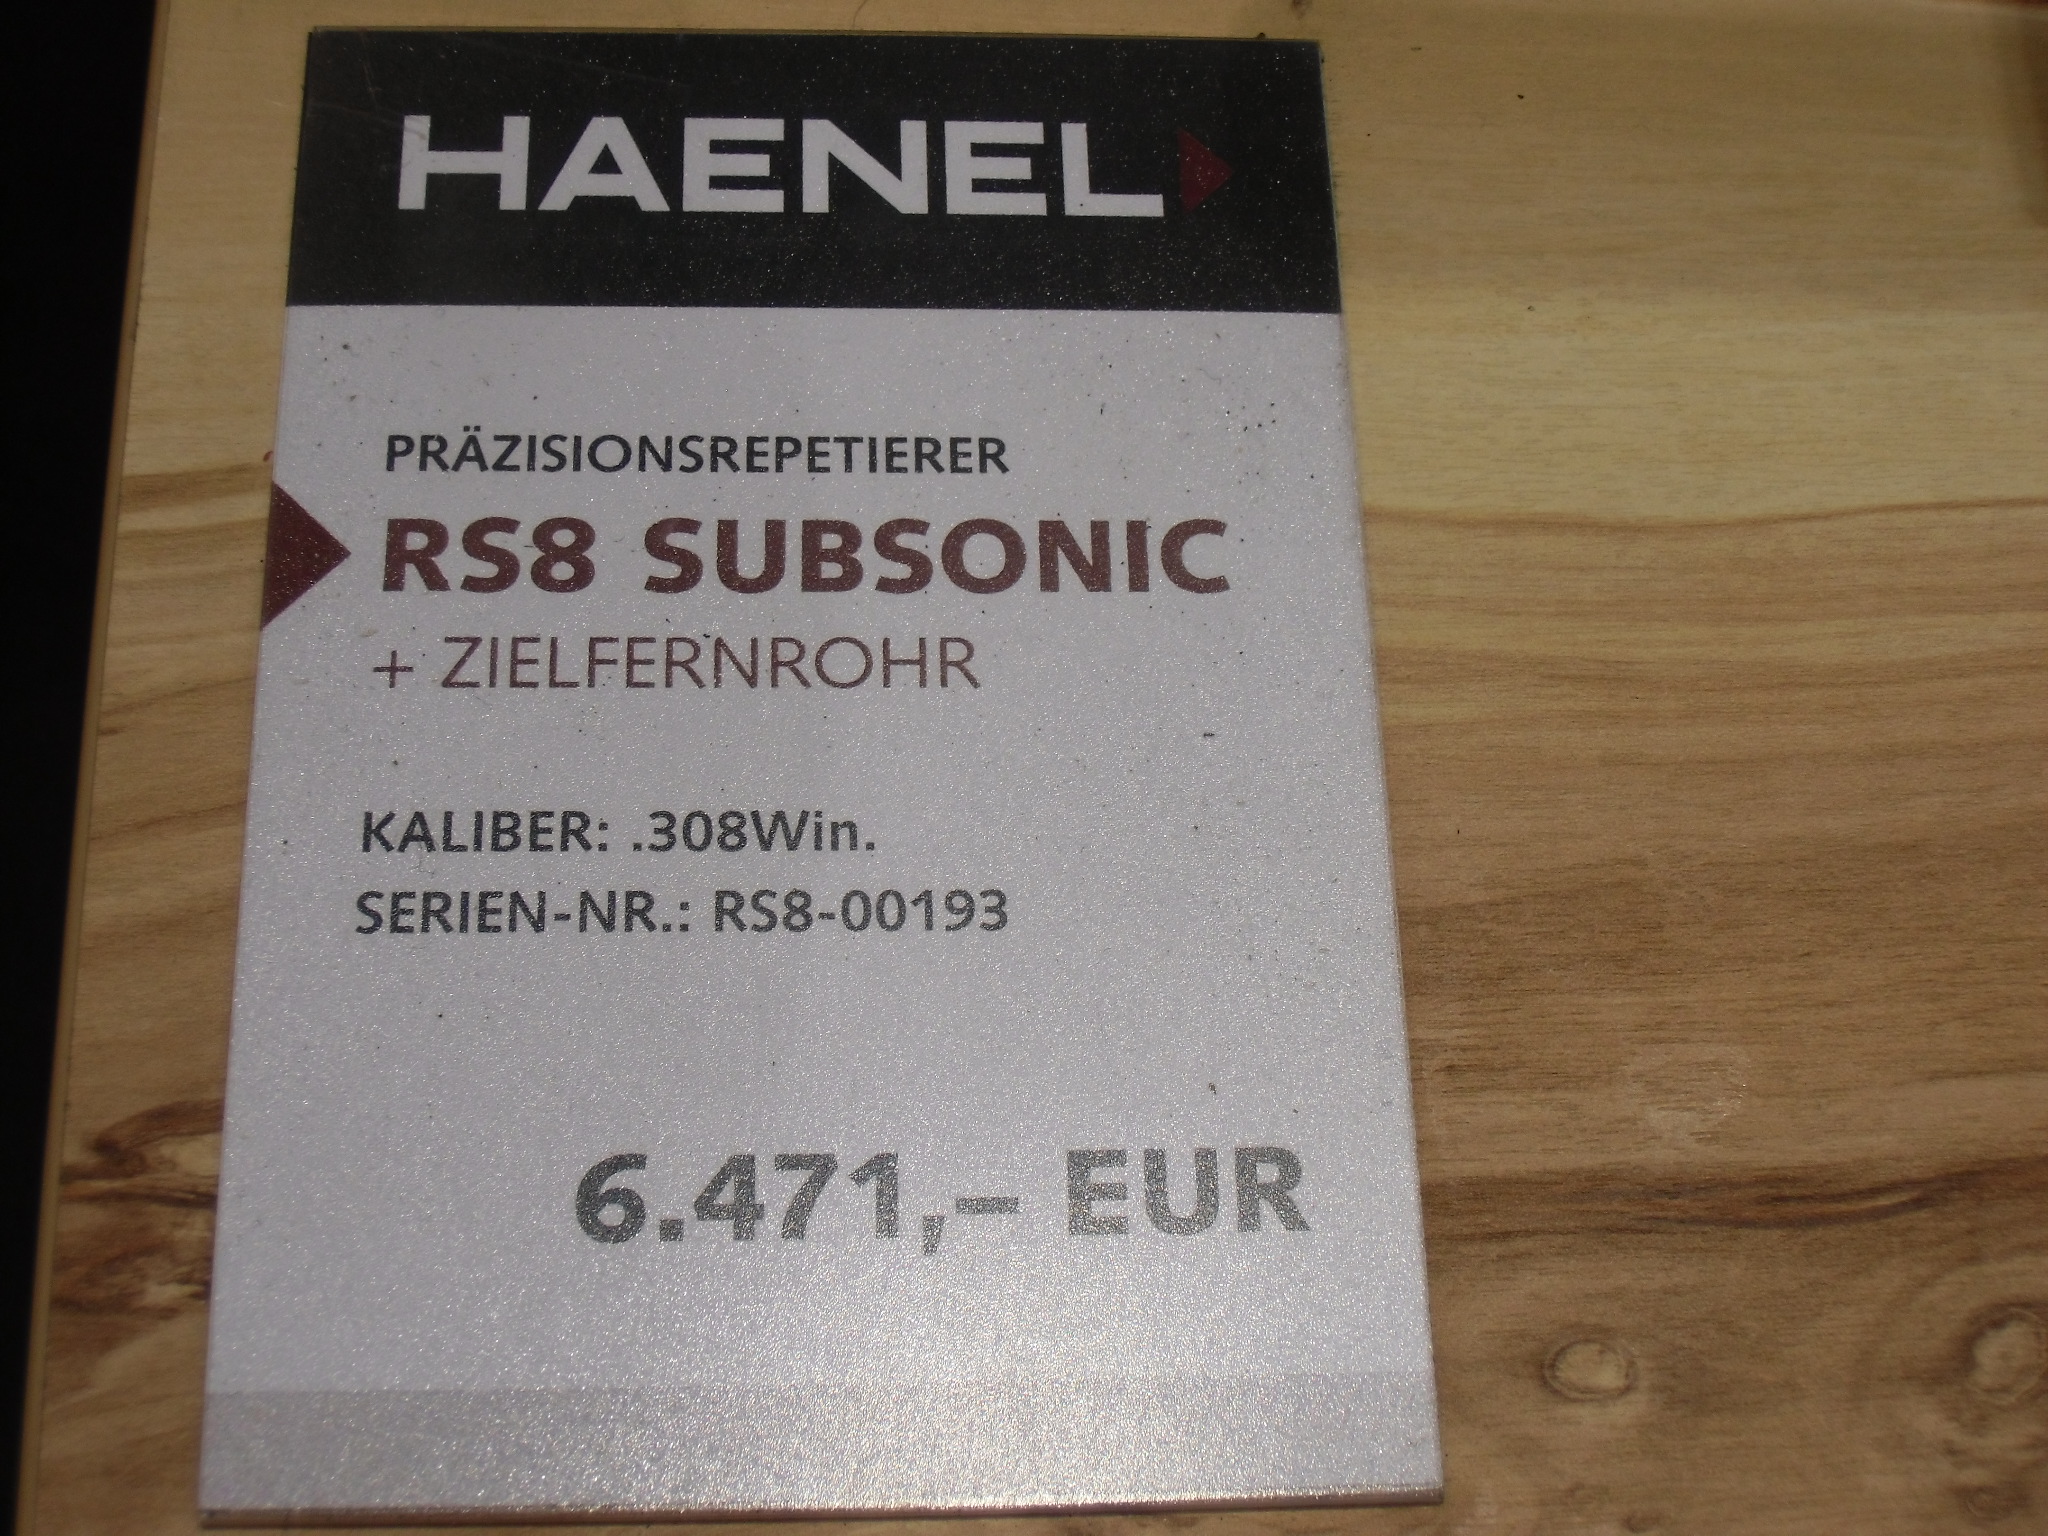 HAENEL
PRÄZISIONSREPETIERER
RS8 SUBSONIC
+ ZIELFERNROHR
KALIBER: .308Win.
SERIEN-NR.: RS8-00193
6.471,– EUR